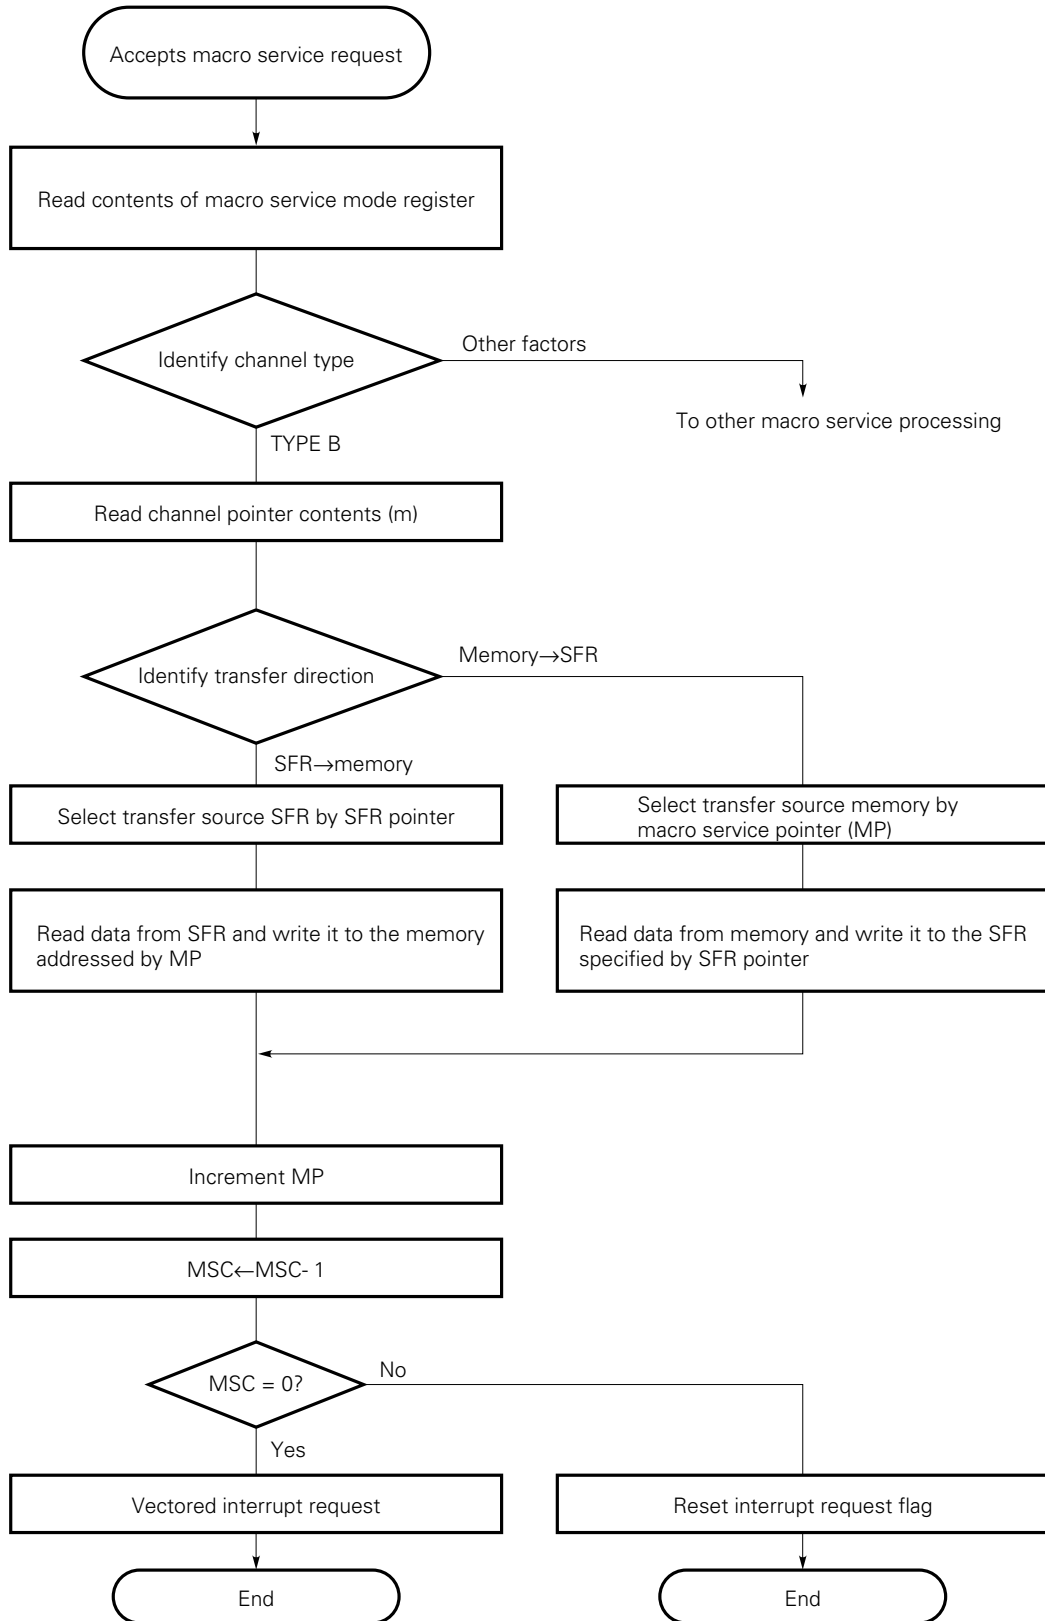 Accepts macro service request
Read contents of macro service mode register
Identify channel type
Other factors
To other macro service processing
TYPE B
Read channel pointer contents (m)
Identify transfer direction
Memory→SFR
SFR→memory
Select transfer source SFR by SFR pointer
Select transfer source memory by
macro service pointer (MP)
Read data from SFR and write it to the memory
addressed by MP
Read data from memory and write it to the SFR
specified by SFR pointer
Increment MP
MSC←MSC- 1
MSC = 0?
No
Yes
Vectored interrupt request
Reset interrupt request flag
End
End